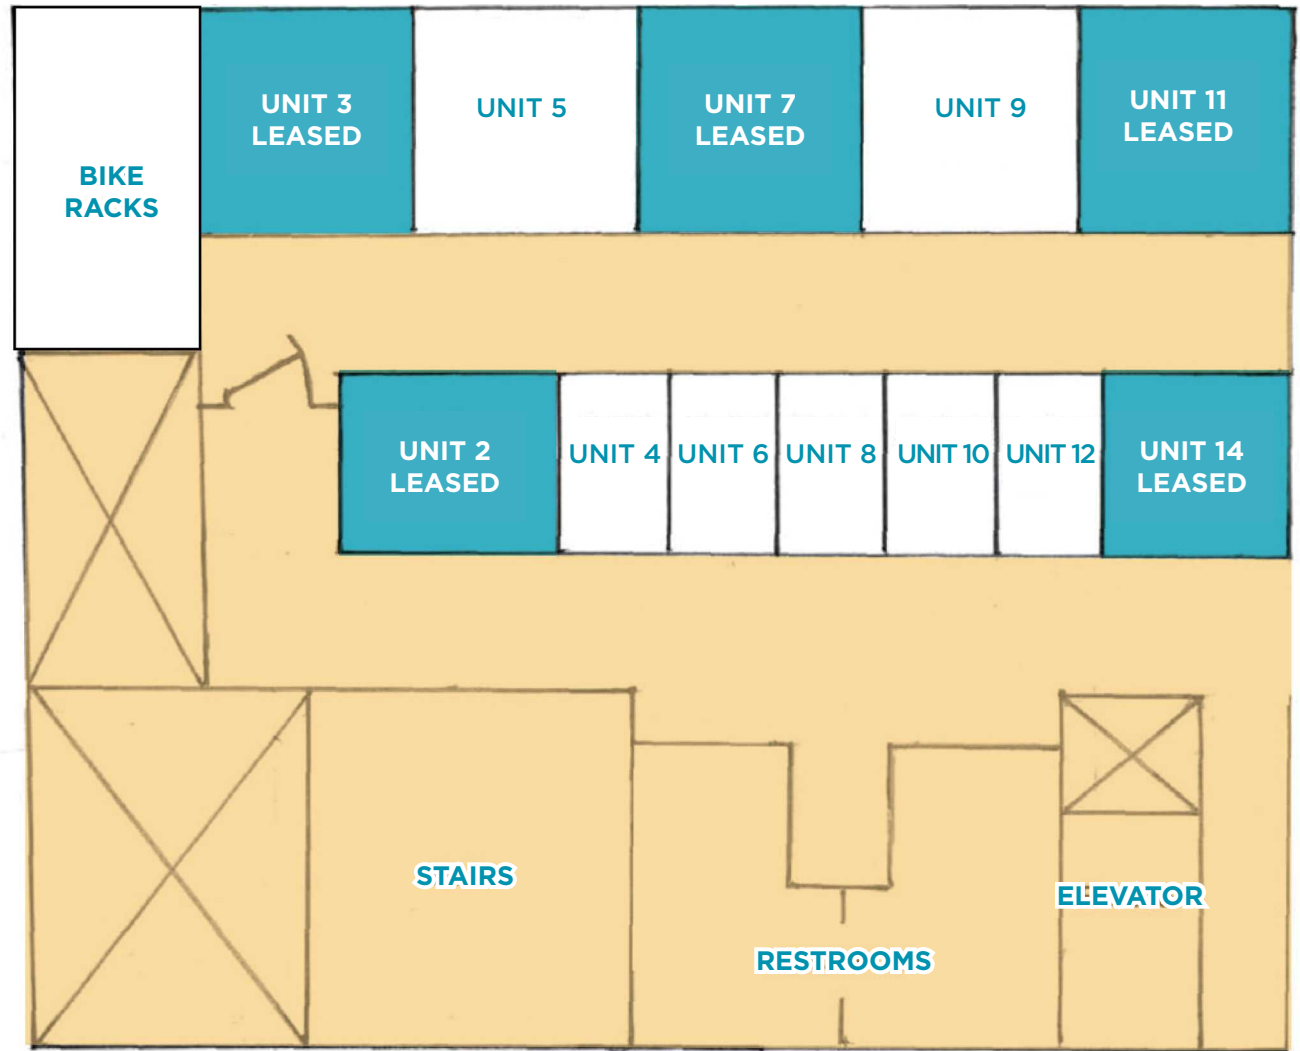 UNIT 3
LEASED
UNIT 5
UNIT 7
LEASED
UNIT 9
UNIT 11
LEASED
BIKE
RACKS
UNIT 2
LEASED
UNIT 4
UNIT 6
UNIT 8
UNIT 10
UNIT 12
UNIT 14
LEASED
STAIRS
ELEVATOR
RESTROOMS